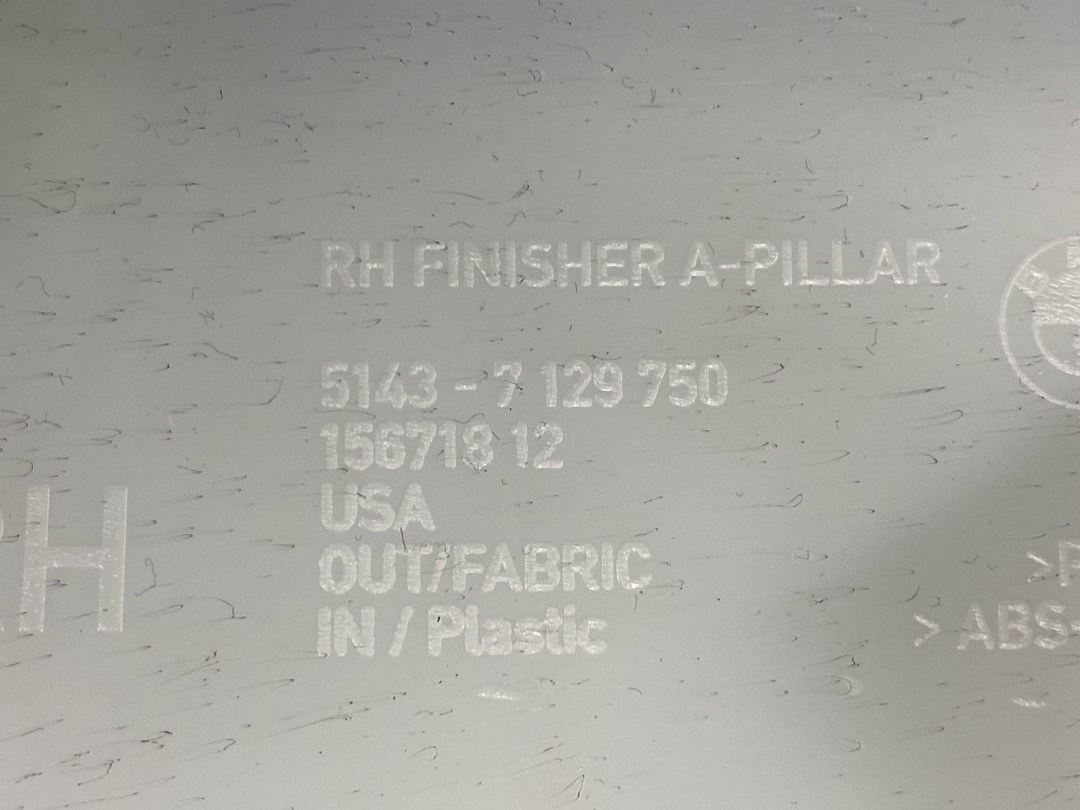 RH FINISHER A-PILLAR
5143 - 7 129 750
156718 12
USA
OUT/FABRIC
IN / Plastic
RH
>P
> ABS-